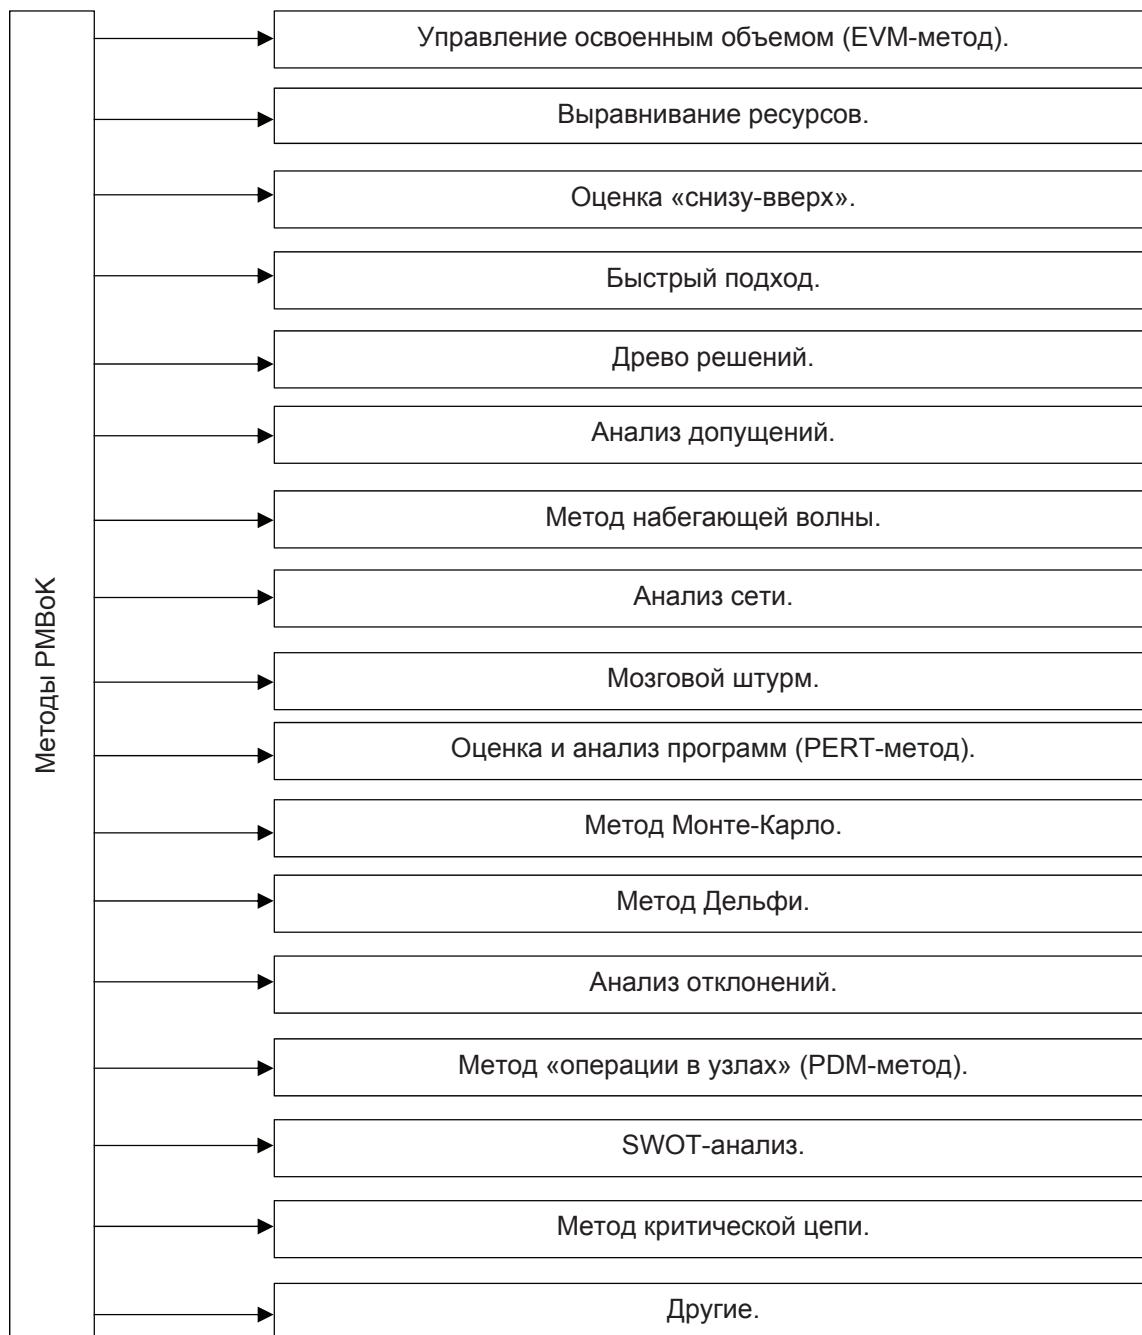 Методы PMBoK
Управление освоенным объемом (EVM-метод).
Выравнивание ресурсов.
Оценка «снизу-вверх».
Быстрый подход.
Древо решений.
Анализ допущений.
Метод набегающей волны.
Анализ сети.
Мозговой штурм.
Оценка и анализ программ (PERT-метод).
Метод Монте-Карло.
Метод Дельфи.
Анализ отклонений.
Метод «операции в узлах» (PDM-метод).
SWOT-анализ.
Метод критической цепи.
Другие.